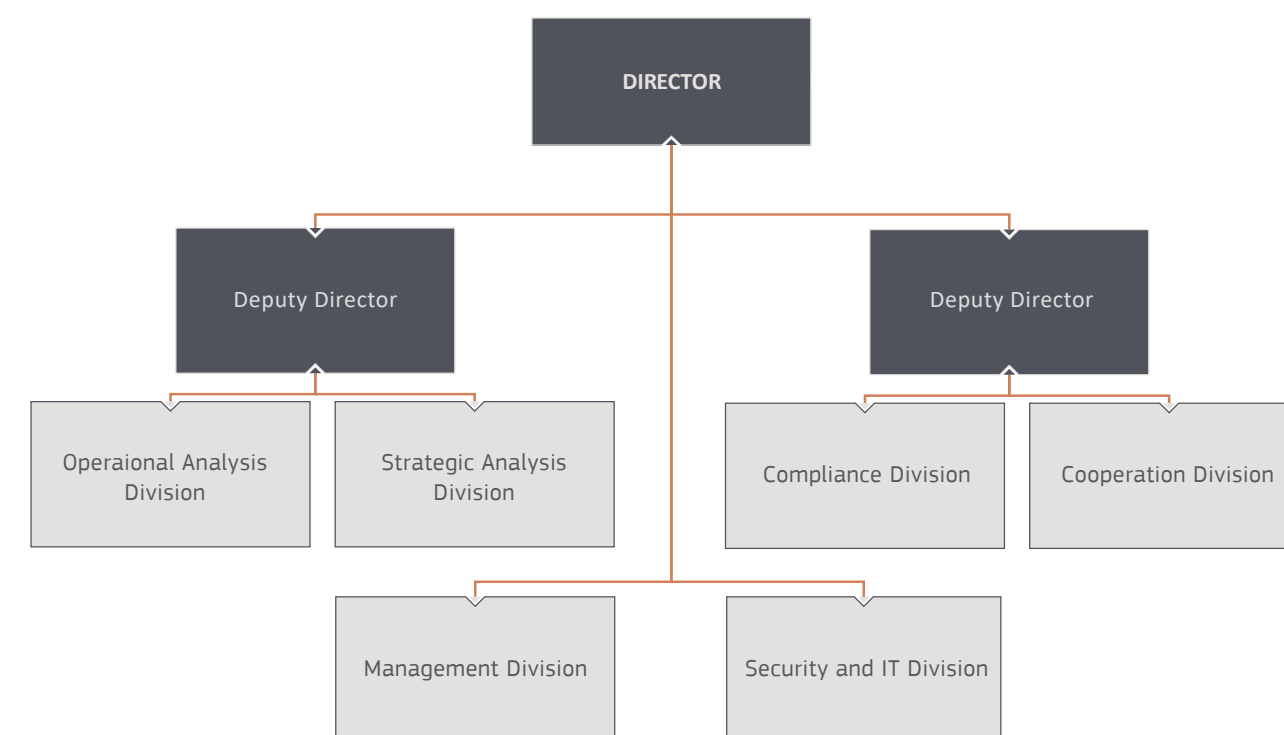 DIRECTOR
Deputy Director
Deputy Director
Operaional Analysis
Division
Strategic Analysis
Division
Compliance Division
Cooperation Division
Management Division
Security and IT Division